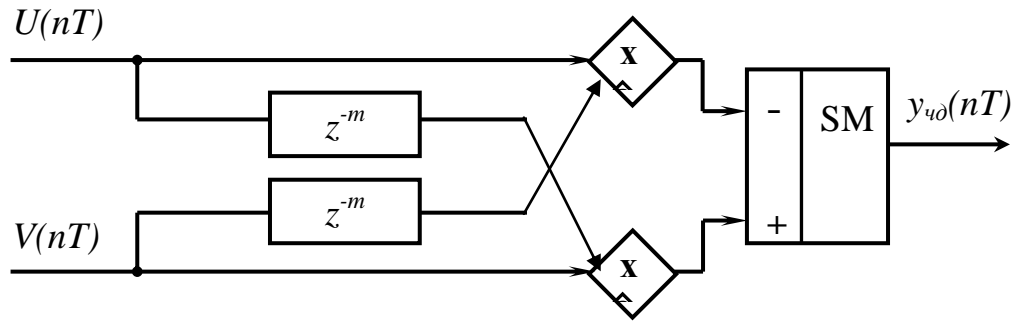 U(nT)
x
z⁻ᵐ
-
SM
y_чд(nT)
z⁻ᵐ
V(nT)
+
x